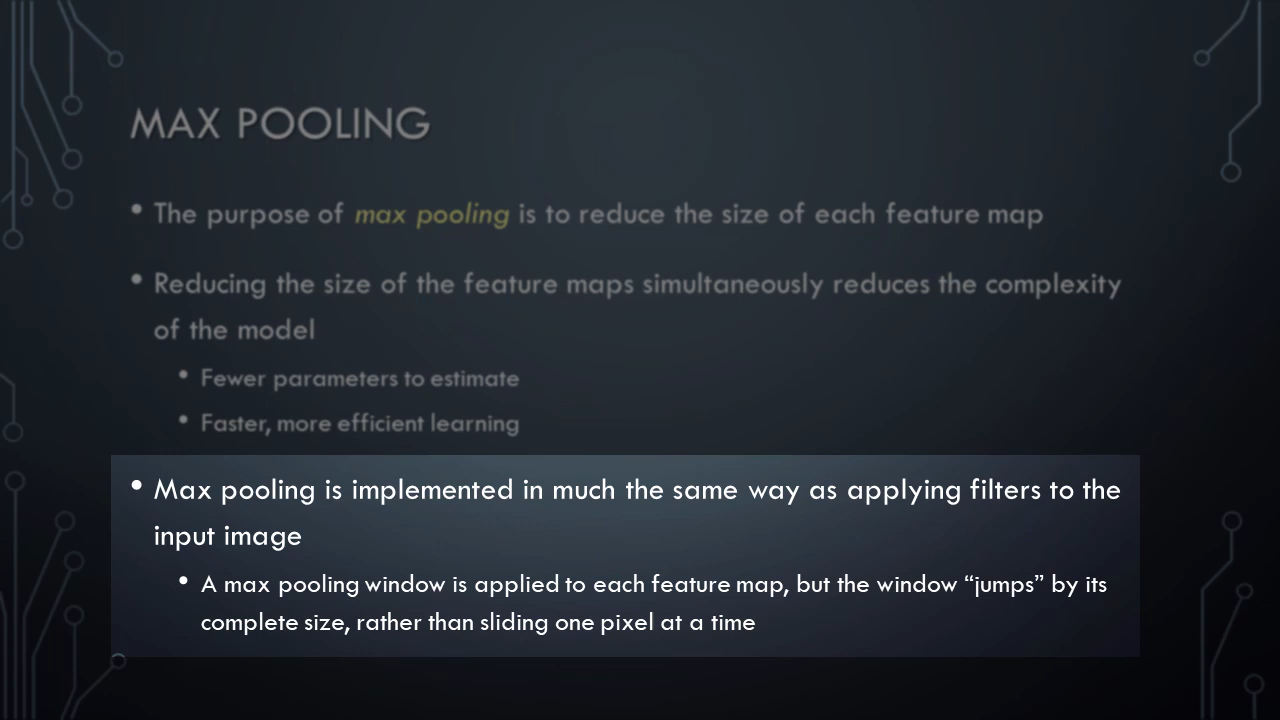 MAX POOLING
• The purpose of max pooling is to reduce the size of each feature map
• Reducing the size of the feature maps simultaneously reduces the complexity
of the model
• Fewer parameters to estimate
• Faster, more efficient learning
• Max pooling is implemented in much the same way as applying filters to the
input image
• A max pooling window is applied to each feature map, but the window “jumps” by its
complete size, rather than sliding one pixel at a time